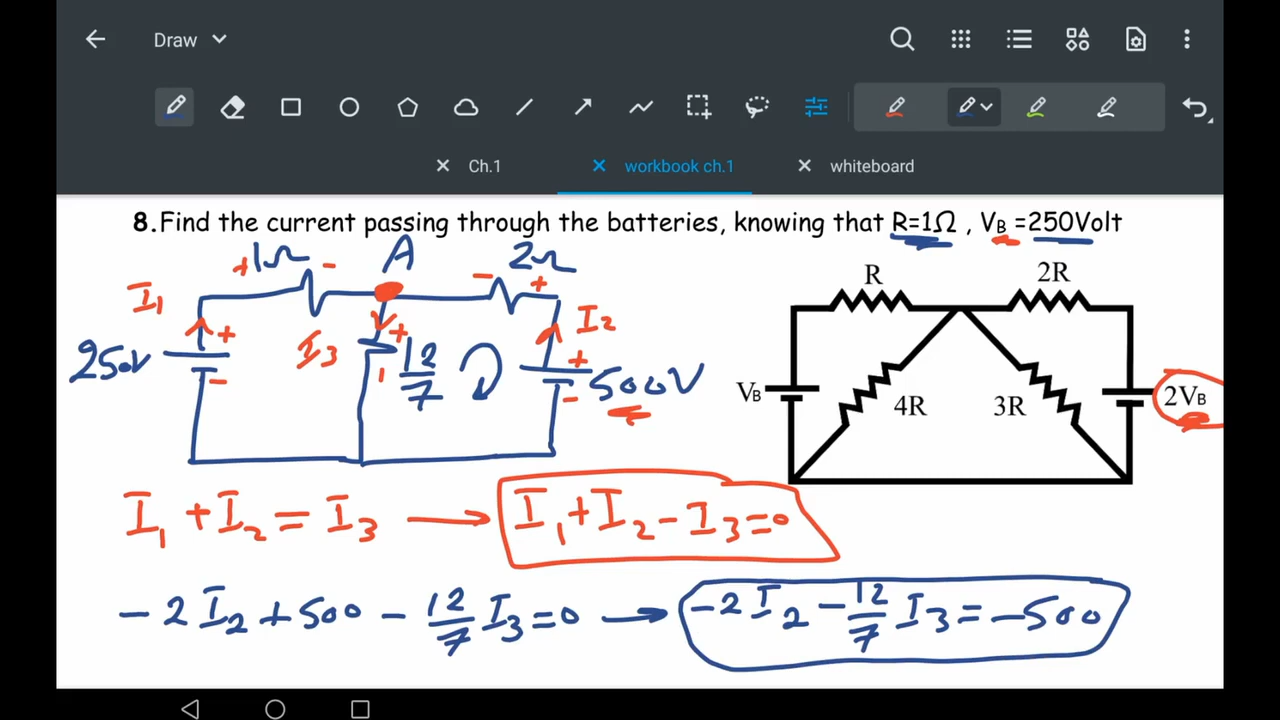 Draw
Ch.1
workbook ch.1
whiteboard
8.Find the current passing through the batteries, knowing that R=1Ω , VB =250Volt
+ 1Ω - A - 2Ω +
I1 + I3 + I2 +
250V - 12/7 - 500V -
R 2R
VB 4R 3R 2VB
I1 + I2 = I3 → I1 + I2 - I3 = 0
- 2 I2 + 500 - 12/7 I3 = 0 → -2 I2 - 12/7 I3 = -500